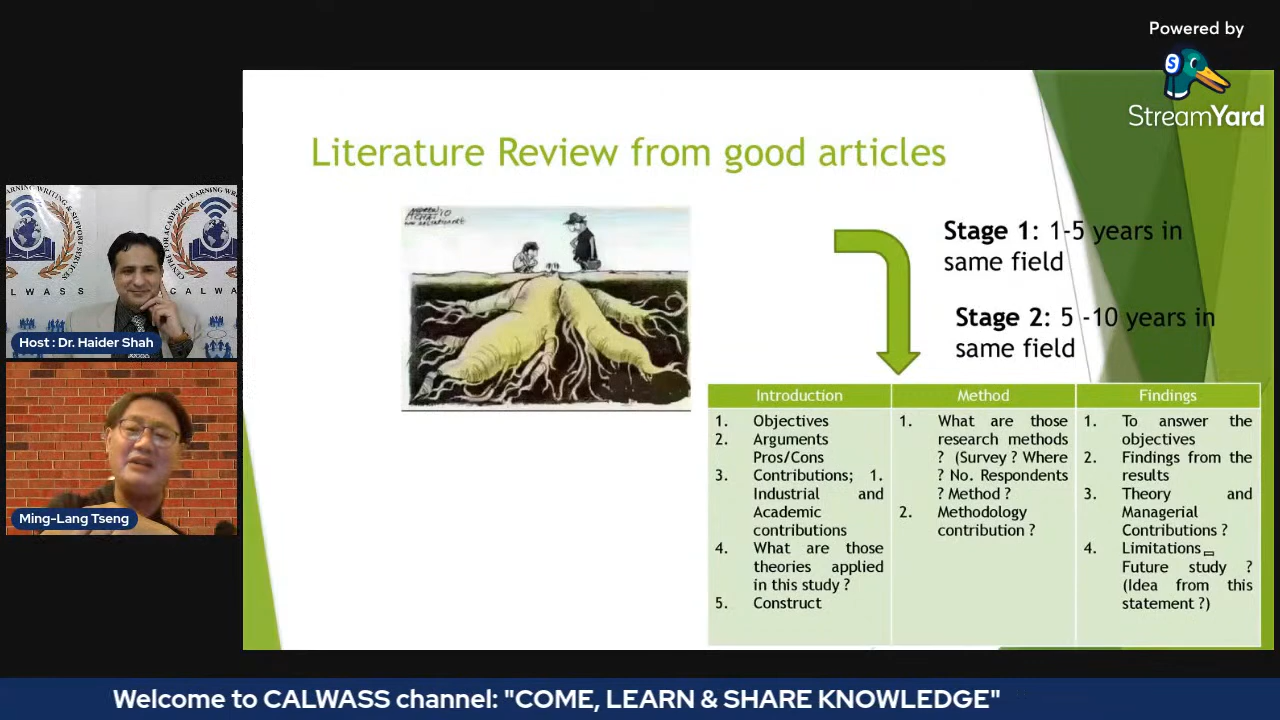 Powered by
StreamYard
Literature Review from good articles
Stage 1: 1-5 years in
same field
Stage 2: 5 -10 years in
same field
Introduction
1. Objectives
2. Arguments
Pros/Cons
3. Contributions; 1.
Industrial and
Academic
contributions
4. What are those
theories applied
in this study ?
5. Construct
Method
1. What are those
research methods
? (Survey ? Where
? No. Respondents
? Method ?
2. Methodology
contribution ?
Findings
1. To answer the
objectives
2. Findings from the
results
3. Theory and
Managerial
Contributions ?
4. Limitations
Future study ?
(Idea from this
statement ?)
Host : Dr. Haider Shah
Ming-Lang Tseng
Welcome to CALWASS channel: "COME, LEARN & SHARE KNOWLEDGE"